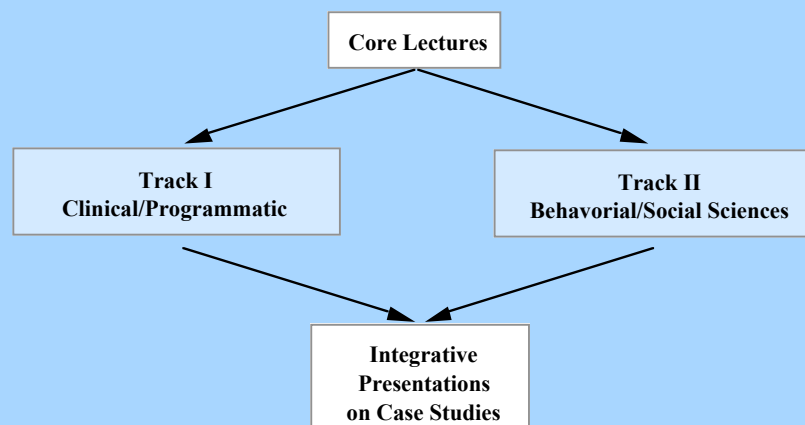 Core Lectures
Track I
Clinical/Programmatic
Track II
Behavorial/Social Sciences
Integrative
Presentations
on Case Studies